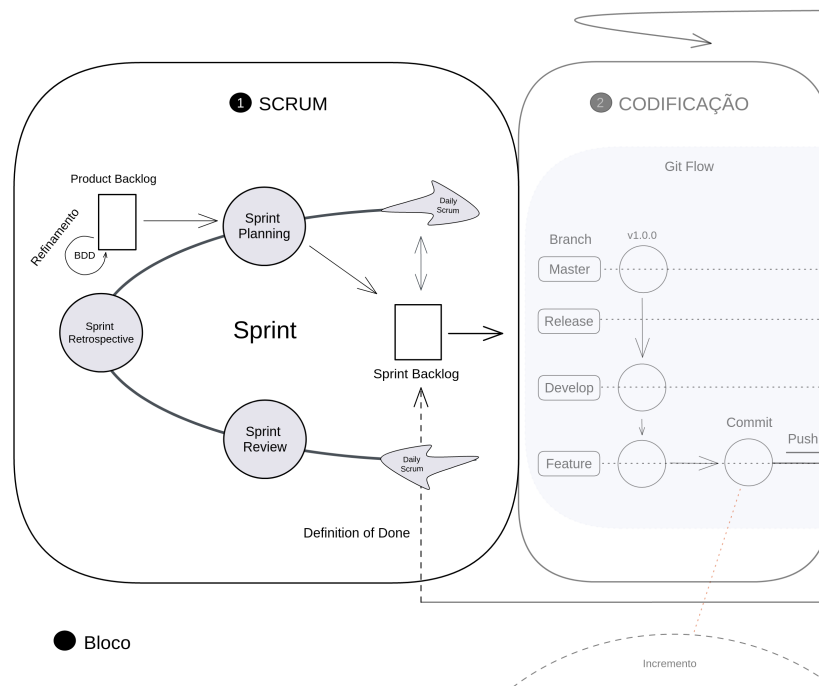 1 SCRUM
Product Backlog
Refinamento
BDD
Sprint
Planning
Daily
Scrum
Sprint
Retrospective
Sprint
Sprint Backlog
Sprint
Review
Daily
Scrum
Definition of Done
Bloco
2 CODIFICAÇÃO
Git Flow
Branch
v1.0.0
Master
Release
Develop
Feature
Commit
Push
Incremento